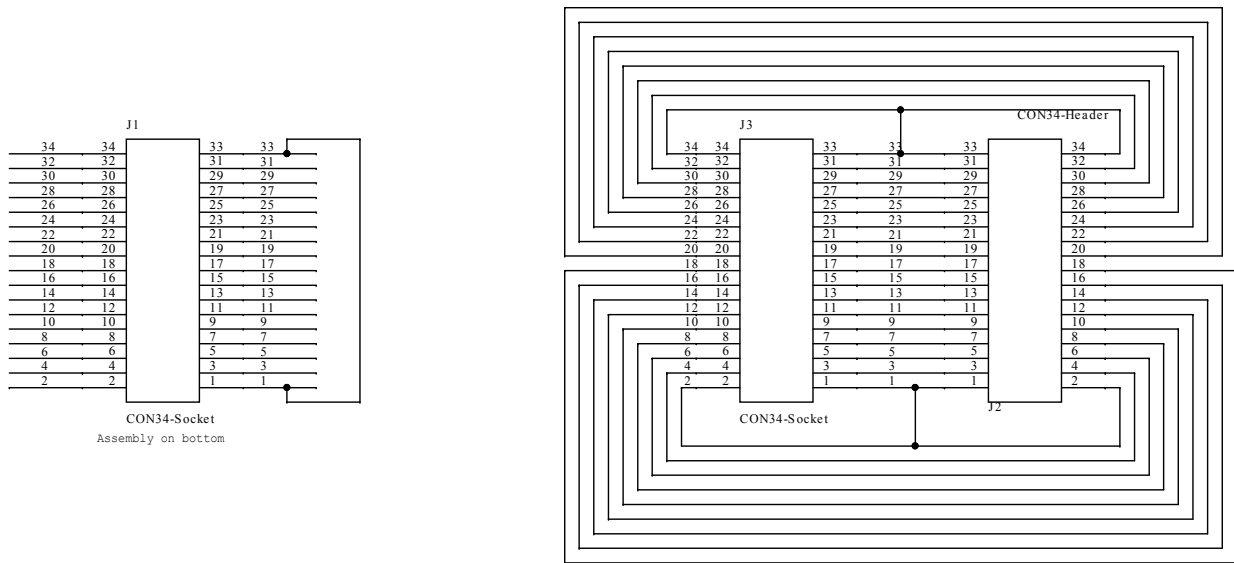 CON34-Header
J1 J3
34 34 33 33 34 34 33 33 33 34
32 32 31 31 32 32 31 31 31 32
30 30 29 29 30 30 29 29 29 30
28 28 27 27 28 28 27 27 27 28
26 26 25 25 26 26 25 25 25 26
24 24 23 23 24 24 23 23 23 24
22 22 21 21 22 22 21 21 21 22
20 20 19 19 20 20 19 19 19 20
18 18 17 17 18 18 17 17 17 18
16 16 15 15 16 16 15 15 15 16
14 14 13 13 14 14 13 13 13 14
12 12 11 11 12 12 11 11 11 12
10 10 9 9 10 10 9 9 9 10
8 8 7 7 8 8 7 7 7 8
6 6 5 5 6 6 5 5 5 6
4 4 3 3 4 4 3 3 3 4
2 2 1 1 2 2 1 1 1 2
J2
CON34-Socket CON34-Socket
Assembly on bottom